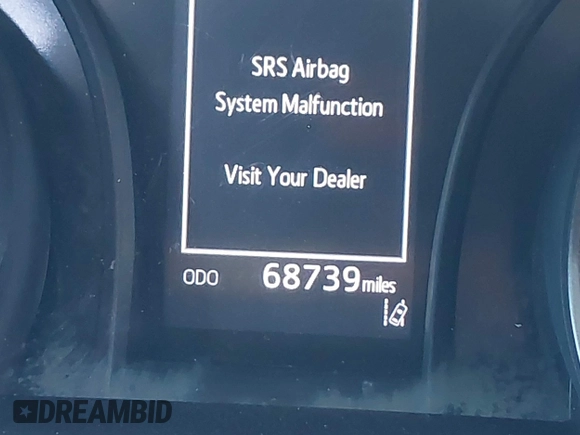 SRS Airbag
System Malfunction
Visit Your Dealer
ODO 68739 miles
DREAMBID